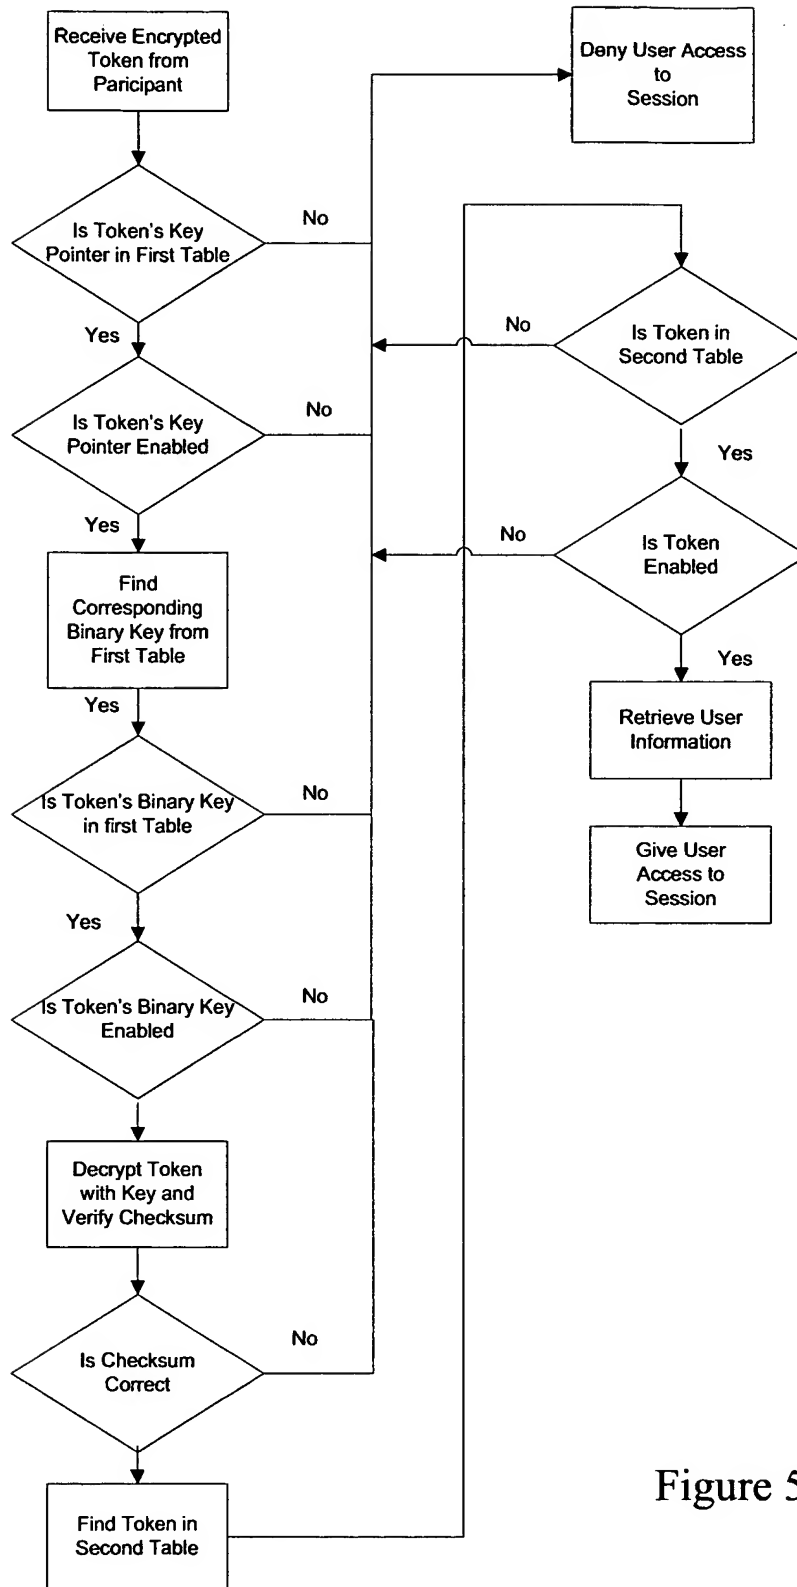 Receive Encrypted
Token from
Paricipant
Deny User Access
to
Session
No
Is Token's Key
Pointer in First Table
Yes
No
Is Token in
Second Table
No
Is Token's Key
Pointer Enabled
Yes
Yes
No
Is Token
Enabled
Find
Corresponding
Binary Key from
First Table
Yes
Yes
Retrieve User
Information
No
Is Token's Binary Key
in first Table
Give User
Access to
Session
Yes
No
Is Token's Binary Key
Enabled
Decrypt Token
with Key and
Verify Checksum
No
Is Checksum
Correct
Find Token in
Second Table
Figure 5